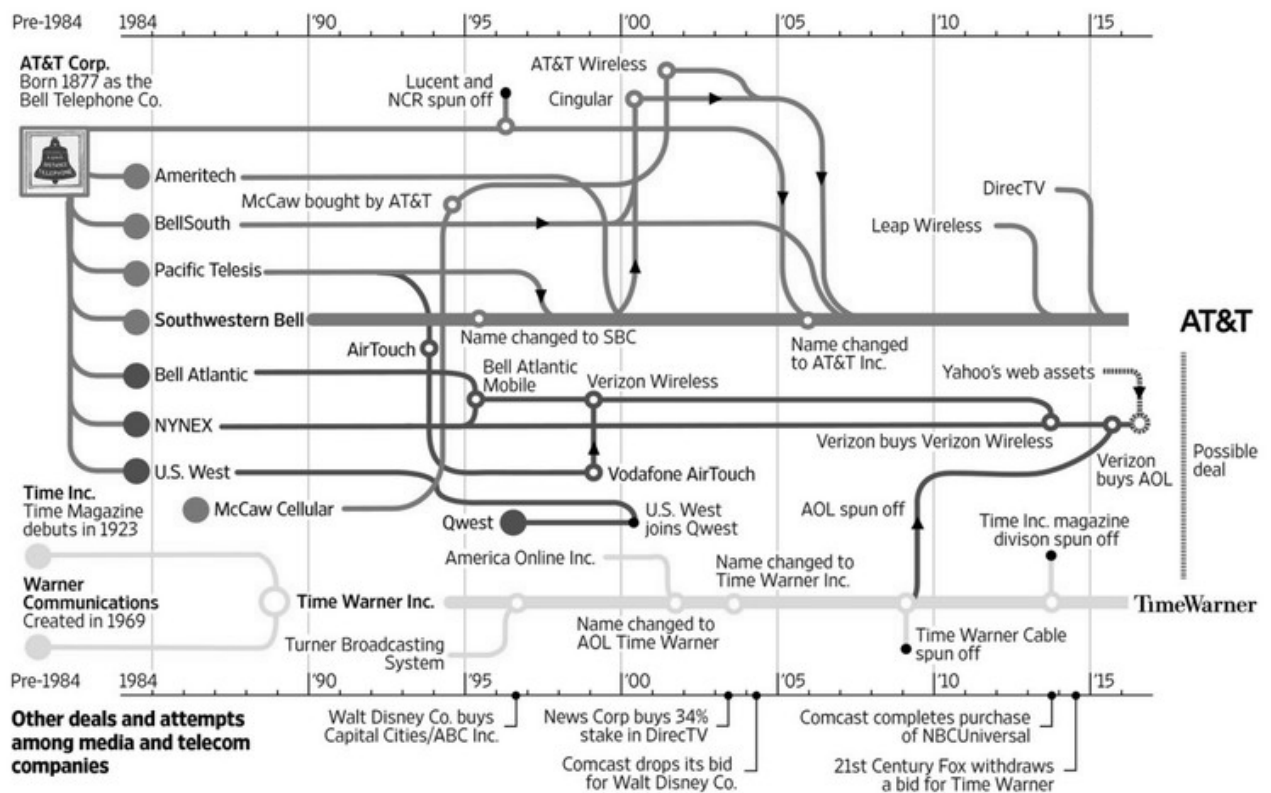 Pre-1984 1984 '90 '95 '00 '05 '10 '15
AT&T Corp.
Born 1877 as the
Bell Telephone Co.
Lucent and
NCR spun off
AT&T Wireless
Cingular
Ameritech
McCaw bought by AT&T
BellSouth
Pacific Telesis
Southwestern Bell
DirecTV
Leap Wireless
AT&T
Name changed to SBC
Name changed
to AT&T Inc.
AirTouch
Bell Atlantic
Bell Atlantic
Mobile
Verizon Wireless
Yahoo's web assets
NYNEX
Verizon buys Verizon Wireless
Verizon
buys AOL
Possible
deal
U.S. West
Vodafone AirTouch
Time Inc.
Time Magazine
debuts in 1923
McCaw Cellular
Qwest
U.S. West
joins Qwest
AOL spun off
Time Inc. magazine
divison spun off
America Online Inc.
Name changed to
Time Warner Inc.
Warner
Communications
Created in 1969
Time Warner Inc.
TimeWarner
Name changed to
AOL Time Warner
Turner Broadcasting
System
Time Warner Cable
spun off
Pre-1984 1984 '90 '95 '00 '05 '10 '15
Other deals and attempts
among media and telecom
companies
Walt Disney Co. buys
Capital Cities/ABC Inc.
News Corp buys 34%
stake in DirecTV
Comcast drops its bid
for Walt Disney Co.
Comcast completes purchase
of NBCUniversal
21st Century Fox withdraws
a bid for Time Warner